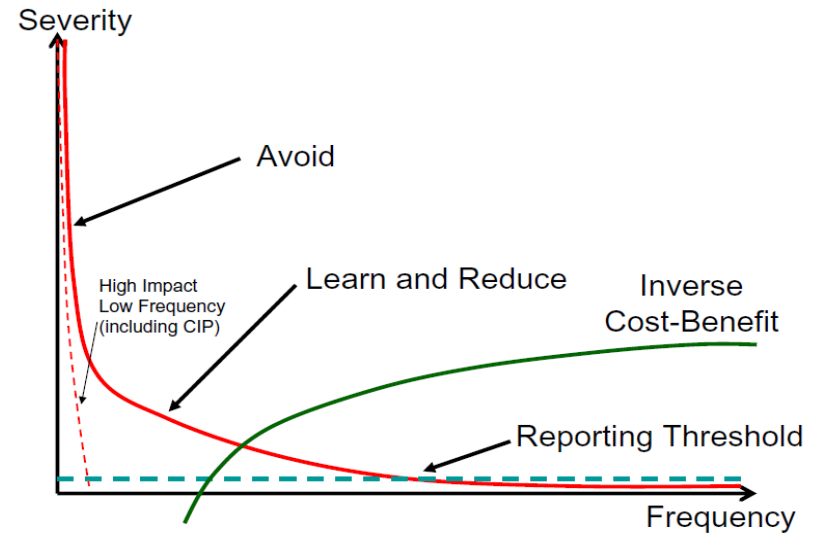 Severity
Avoid
Learn and Reduce
High Impact
Low Frequency
(including CIP)
Inverse
Cost-Benefit
Reporting Threshold
Frequency